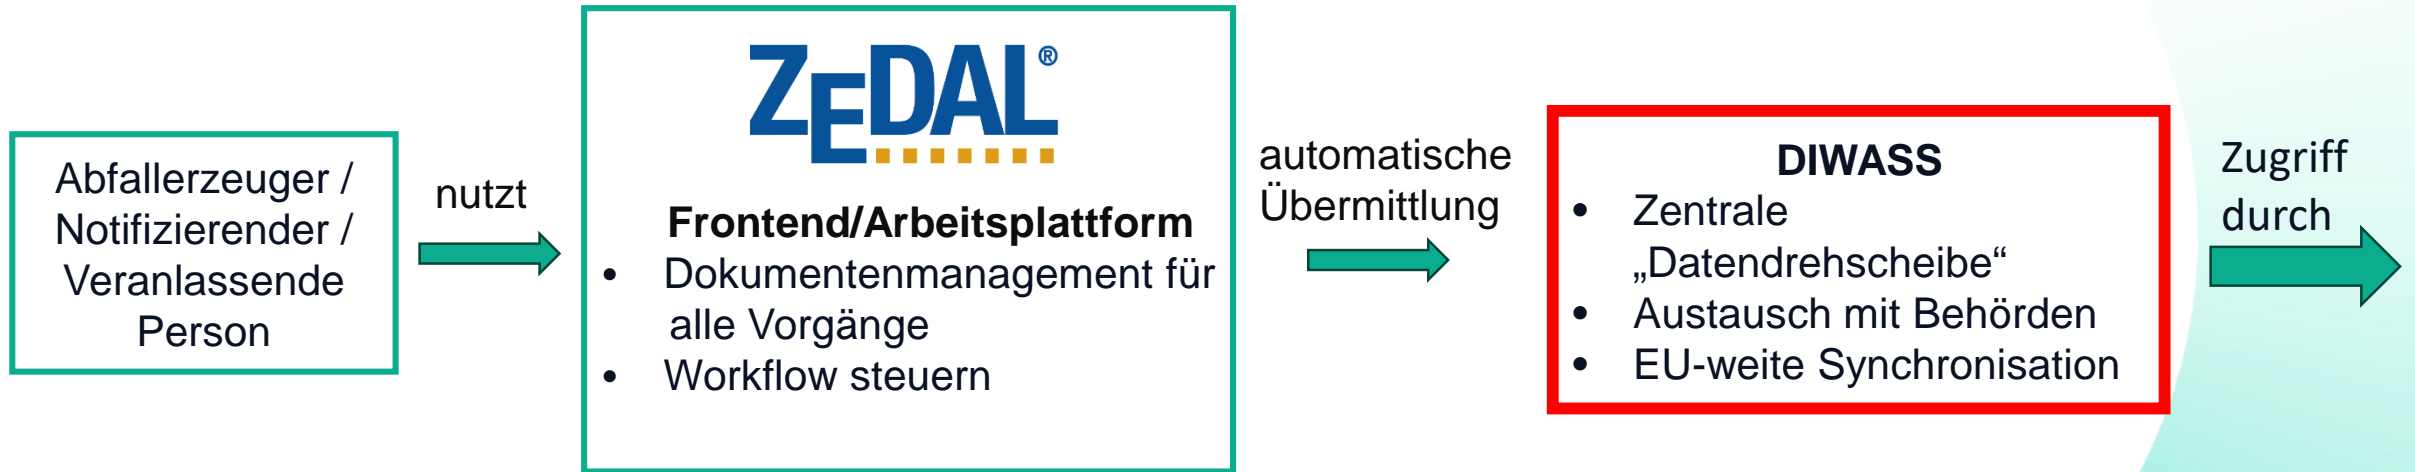 Abfallerzeuger /
Notifizierender /
Veranlassende
Person
nutzt
ZEDAL®
Frontend/Arbeitsplattform
• Dokumentenmanagement für
alle Vorgänge
• Workflow steuern
automatische
Übermittlung
DIWASS
• Zentrale
„Datendrehscheibe“
• Austausch mit Behörden
• EU-weite Synchronisation
Zugriff
durch